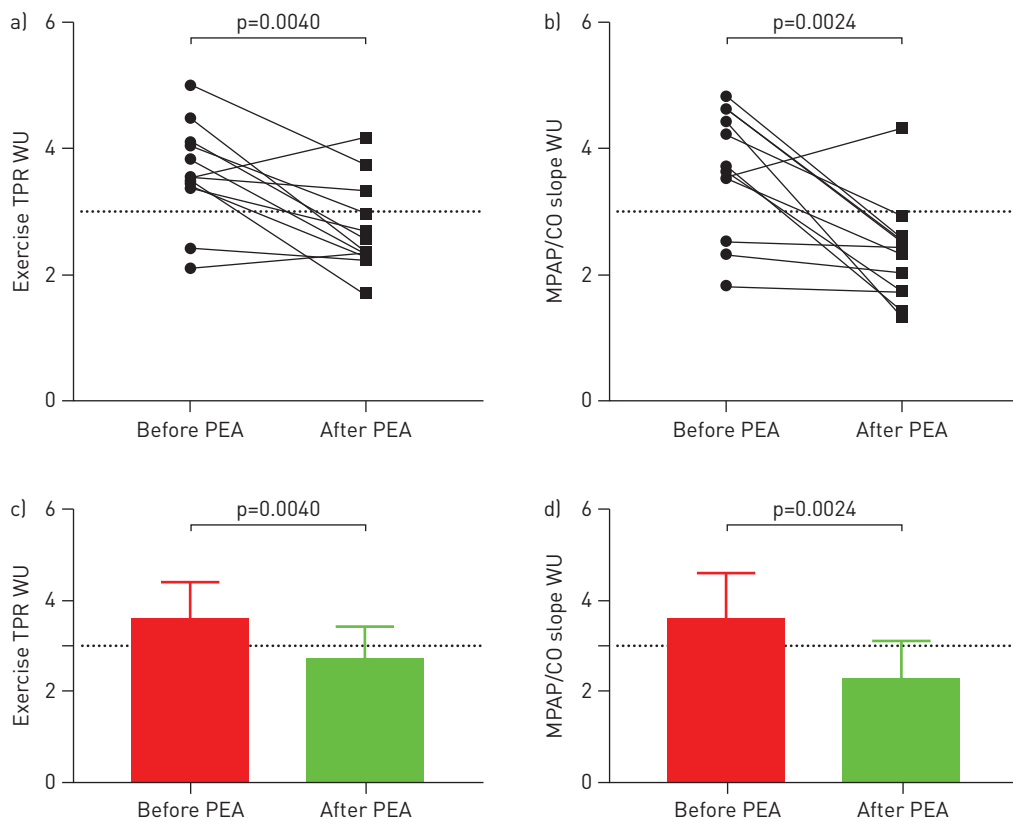 a)
p=0.0040
Exercise TPR WU
6
4
2
0
Before PEA
After PEA
b)
p=0.0024
MPAP/CO slope WU
6
4
2
0
Before PEA
After PEA
c)
p=0.0040
Exercise TPR WU
6
4
2
0
Before PEA
After PEA
d)
p=0.0024
MPAP/CO slope WU
6
4
2
0
Before PEA
After PEA